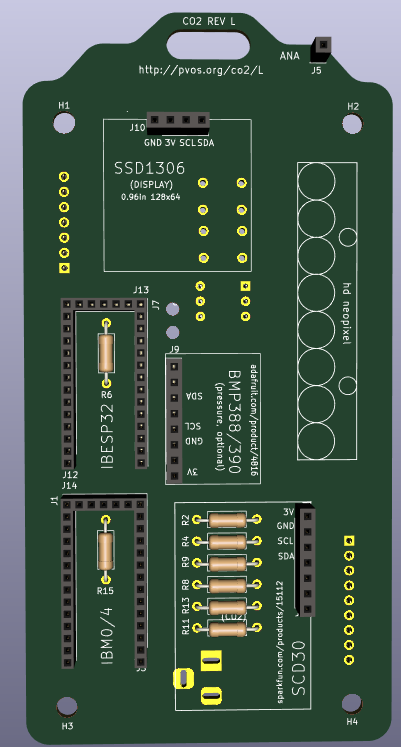 CO2 REV L
ANA
J5
http://pvos.org/co2/L
H1
H2
J10
GND 3V SCLSDA
SSD1306
(DISPLAY)
0.96in 128x64
J13
J7
hd neopixel
J9
R6
IBESP32
SDA
SCL
GND
3V
BMP388/390
(pressure, optional)
adafruit.com/product/4816
J12
J14
J1
R15
IBM0/4
R2
R4
R9
R8
R13
R11
(CO2)
3V
GND
SCL
SDA
sparkfun.com/products/15112
SCD30
H3
H4